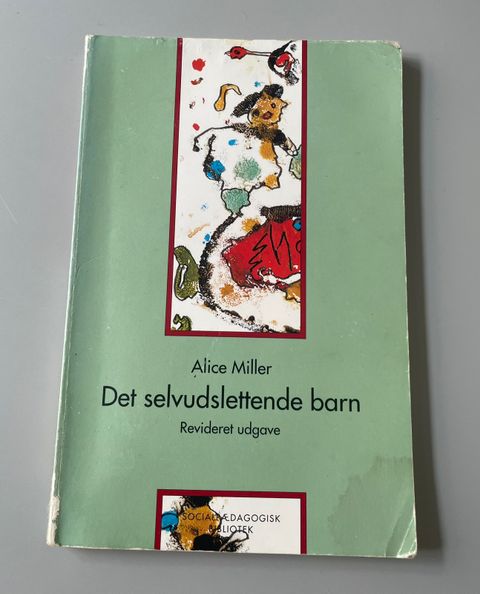 Alice Miller
Det selvudslettende barn
Revideret udgave
SOCIALPÆDAGOGISK
BIBLIOTEK